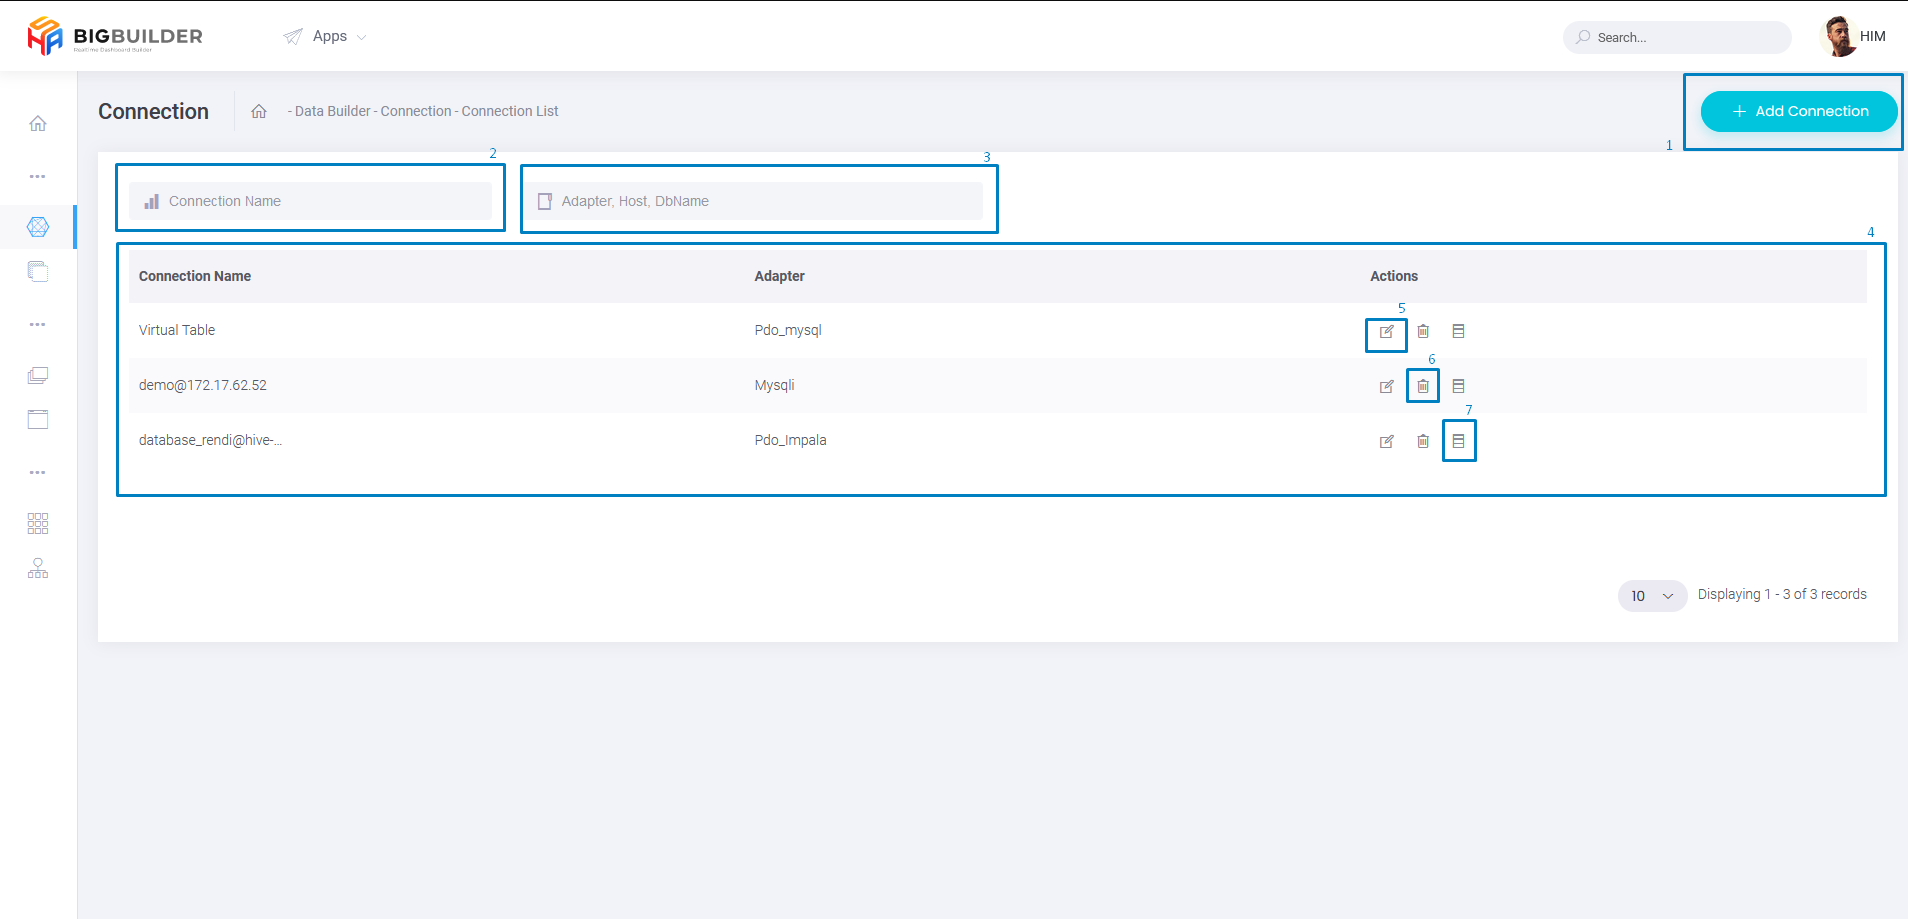 BIGBUILDER
Realtime Dashboard Builder
Apps
Search...
HIM
Connection
- Data Builder - Connection - Connection List
Add Connection
1
2
3
Connection Name
Adapter, Host, DbName
4
Connection Name Adapter Actions
5
Virtual Table Pdo_mysql
6
demo@172.17.62.52 Mysqli
7
database_rendi@hive-... Pdo_Impala
10 Displaying 1 - 3 of 3 records